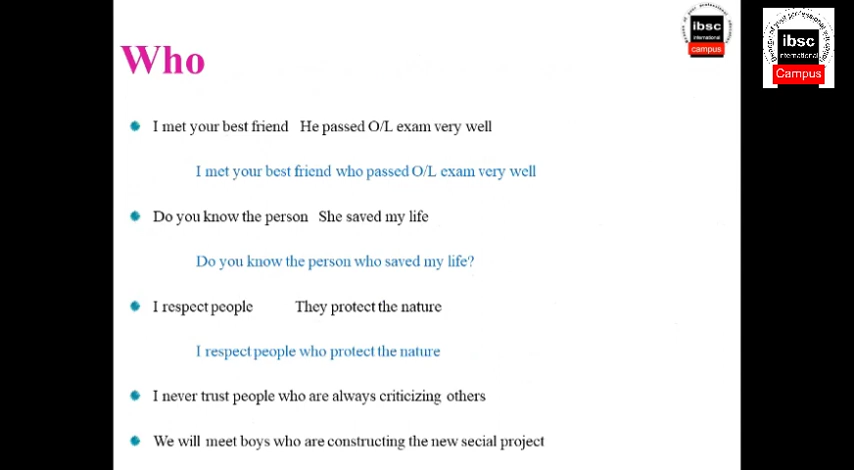 Who
I met your best friend He passed O/L exam very well
I met your best friend who passed O/L exam very well
Do you know the person She saved my life
Do you know the person who saved my life?
I respect people They protect the nature
I respect people who protect the nature
I never trust people who are always criticizing others
We will meet boys who are constructing the new secial project
ibsc
international
campus
ibsc
international
Campus